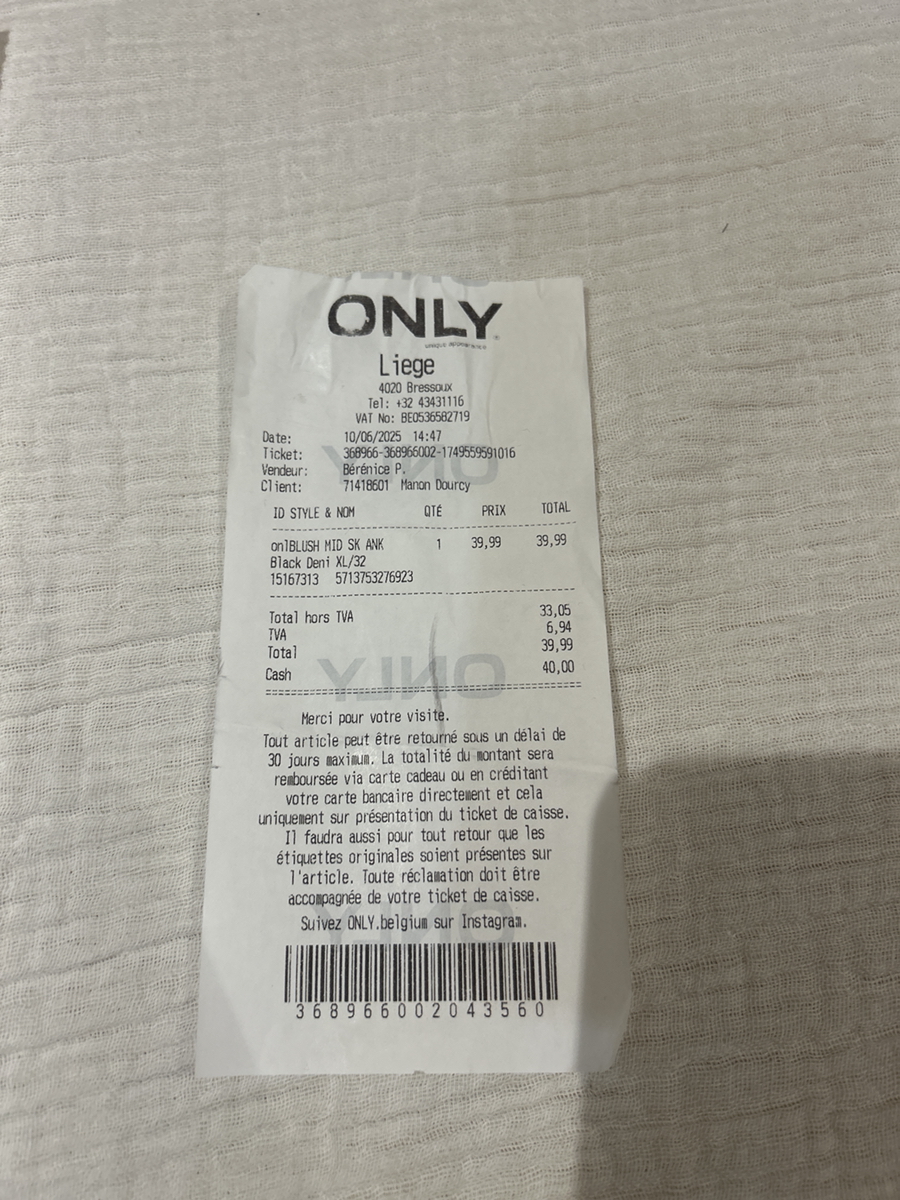 ONLY
Liege
4020 Bressoux
Tel: +32 43431116
VAT No: BE0536582719
Date: 10/06/2025 14:47
Ticket: 368966-368966002-1749559591016
Vendeur: Bérénice P.
Client: 71418601 Manon Dourcy
ID STYLE & NOM QTÉ PRIX TOTAL
onlBLUSH MID SK ANK 1 39,99 39,99
Black Deni XL/32
15167313 5713753276923
Total hors TVA 33,05
TVA 6,94
Total 39,99
Cash 40,00
Merci pour votre visite.
Tout article peut être retourné sous un délai de
30 jours maximum. La totalité du montant sera
remboursée via carte cadeau ou en créditant
votre carte bancaire directement et cela
uniquement sur présentation du ticket de caisse.
Il faudra aussi pour tout retour que les
étiquettes originales soient présentes sur
l'article. Toute réclamation doit être
accompagnée de votre ticket de caisse.
Suivez ONLY.belgium sur Instagram.
368966002043560